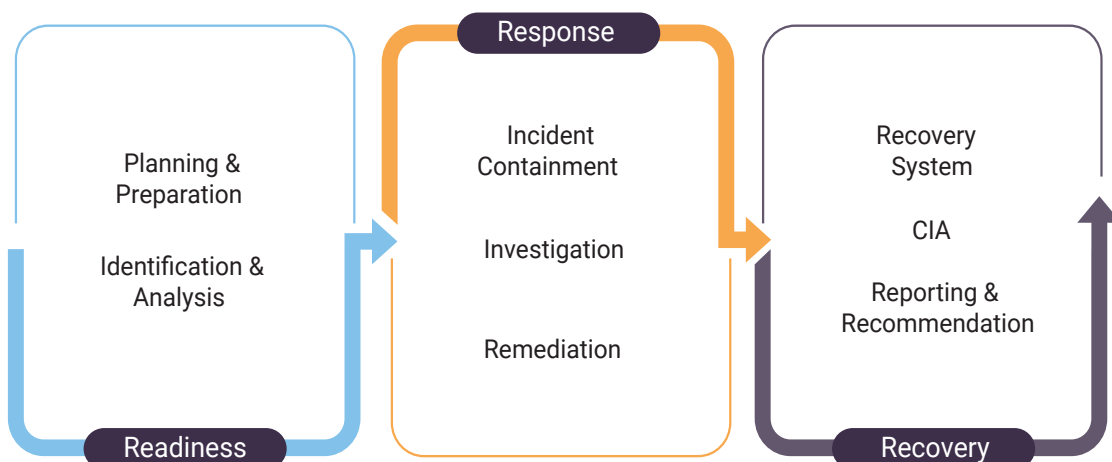 Planning &
Preparation
Identification &
Analysis
Readiness
Response
Incident
Containment
Investigation
Remediation
Recovery
System
CIA
Reporting &
Recommendation
Recovery